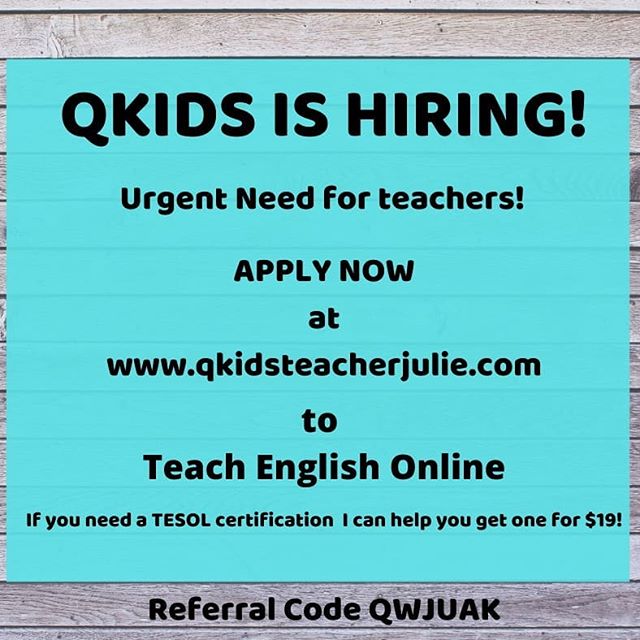 QKIDS IS HIRING!
Urgent Need for teachers!
APPLY NOW
at
www.qkidsteacherjulie.com
to
Teach English Online
If you need a TESOL certification I can help you get one for $19!
Referral Code QWJUAK